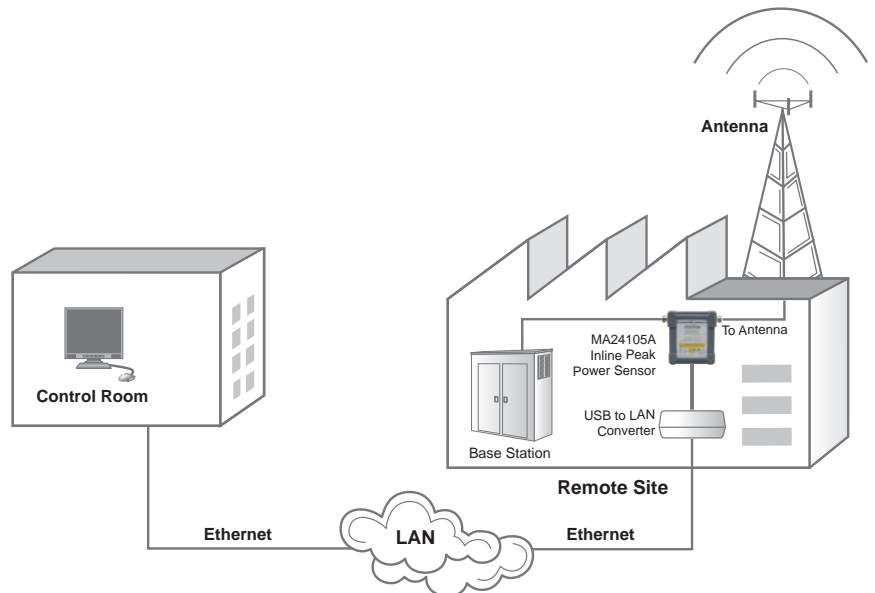 Antenna
MA24105A
Inline Peak
Power Sensor
To Antenna
Control Room
USB to LAN
Converter
Base Station
Remote Site
Ethernet
LAN
Ethernet